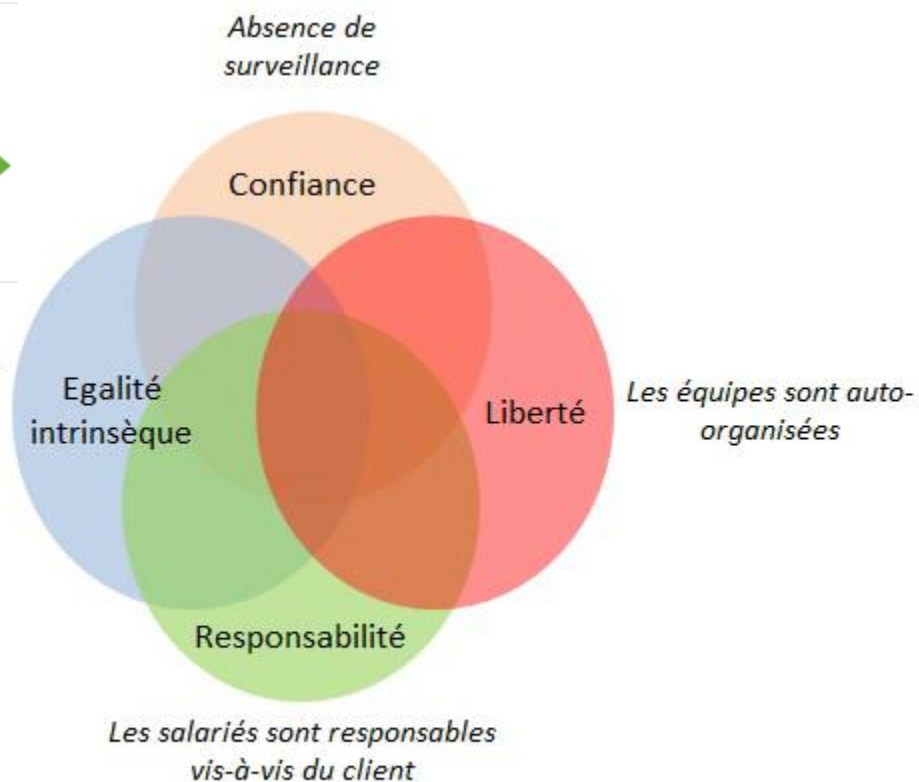 Absence de
surveillance
Confiance
Egalité
intrinsèque
Liberté
Les équipes sont auto-
organisées
Responsabilité
Les salariés sont responsables
vis-à-vis du client